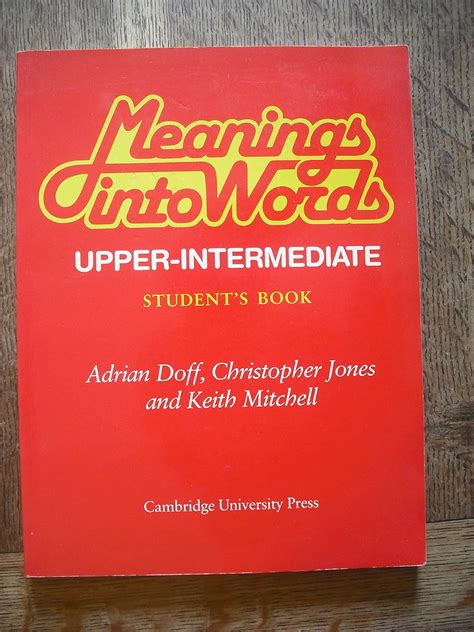 Meanings
into Words
UPPER-INTERMEDIATE
STUDENT'S BOOK
Adrian Doff, Christopher Jones
and Keith Mitchell
Cambridge University Press